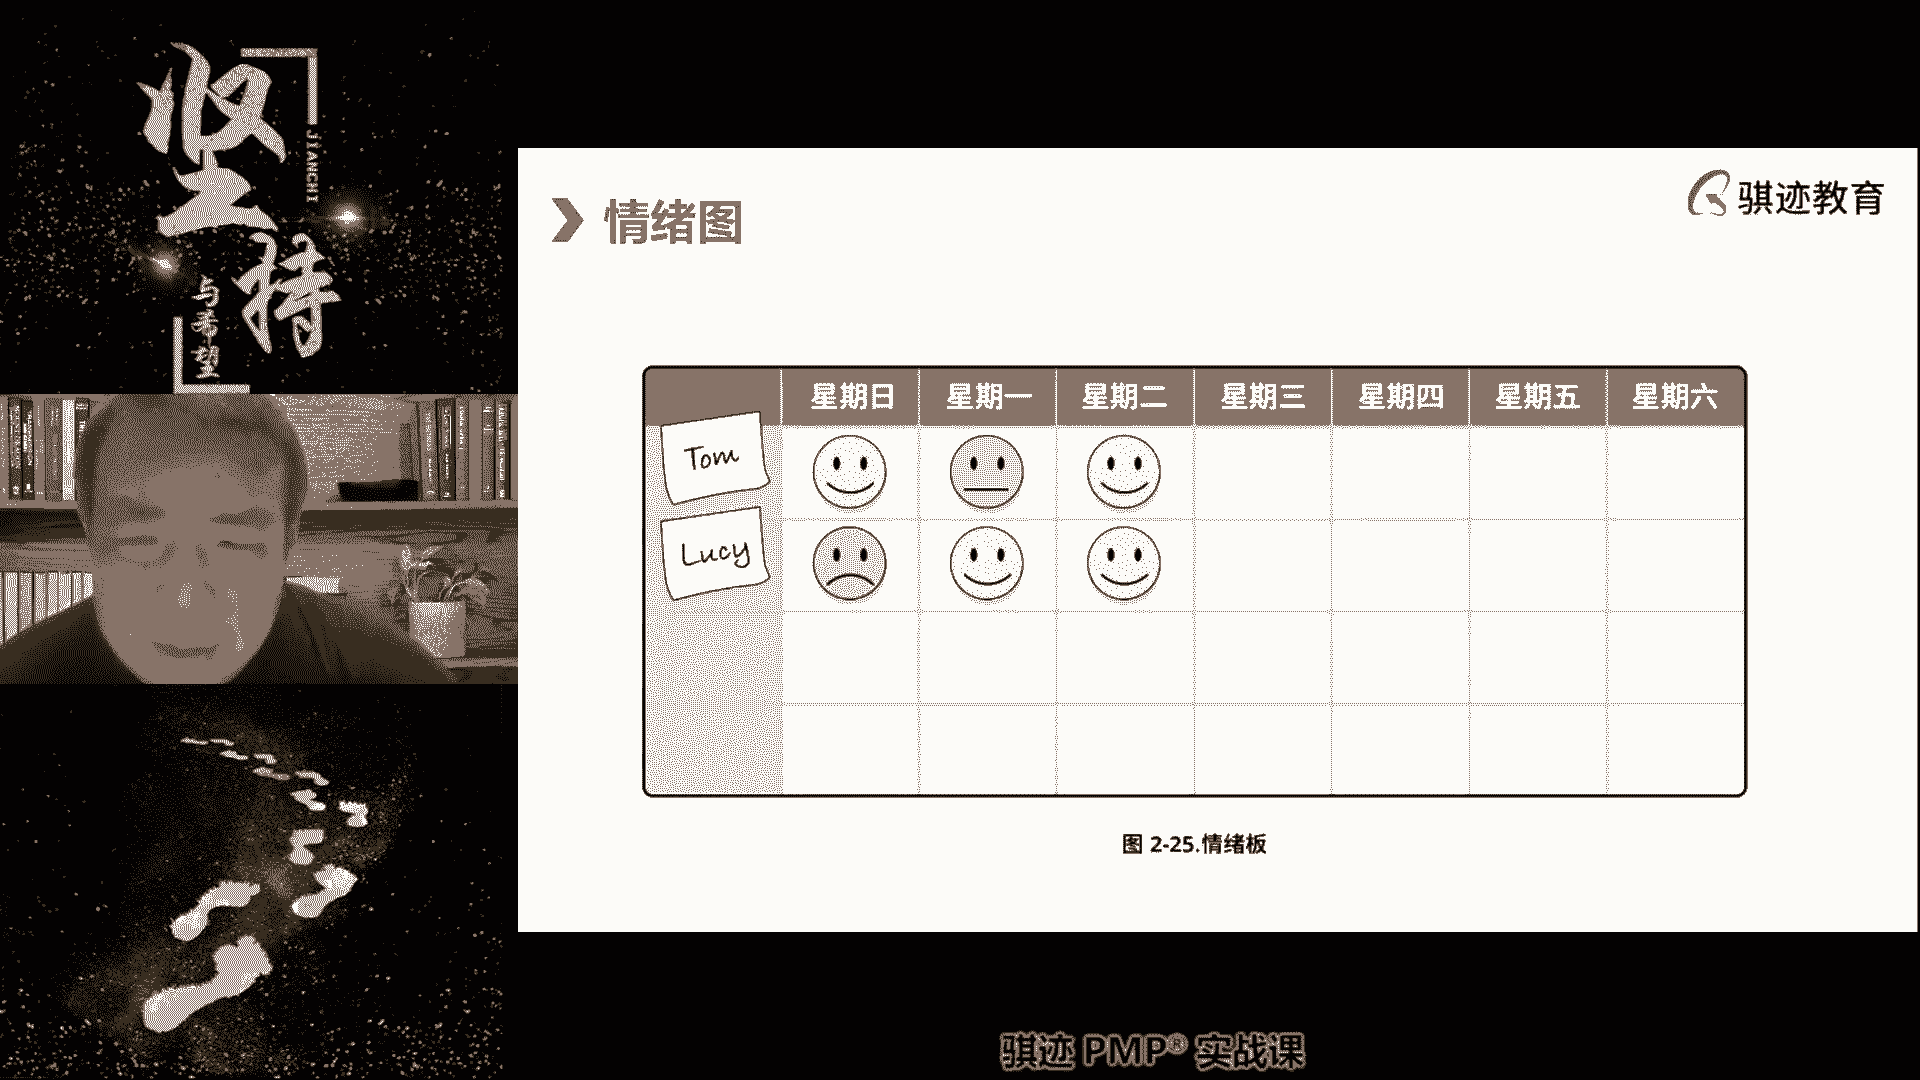 坚持
JIANCHI
与希望
情绪图
骐迹教育
星期日 星期一 星期二 星期三 星期四 星期五 星期六
Tom
Lucy
图 2-25.情绪板
骐迹 PMP® 实战课